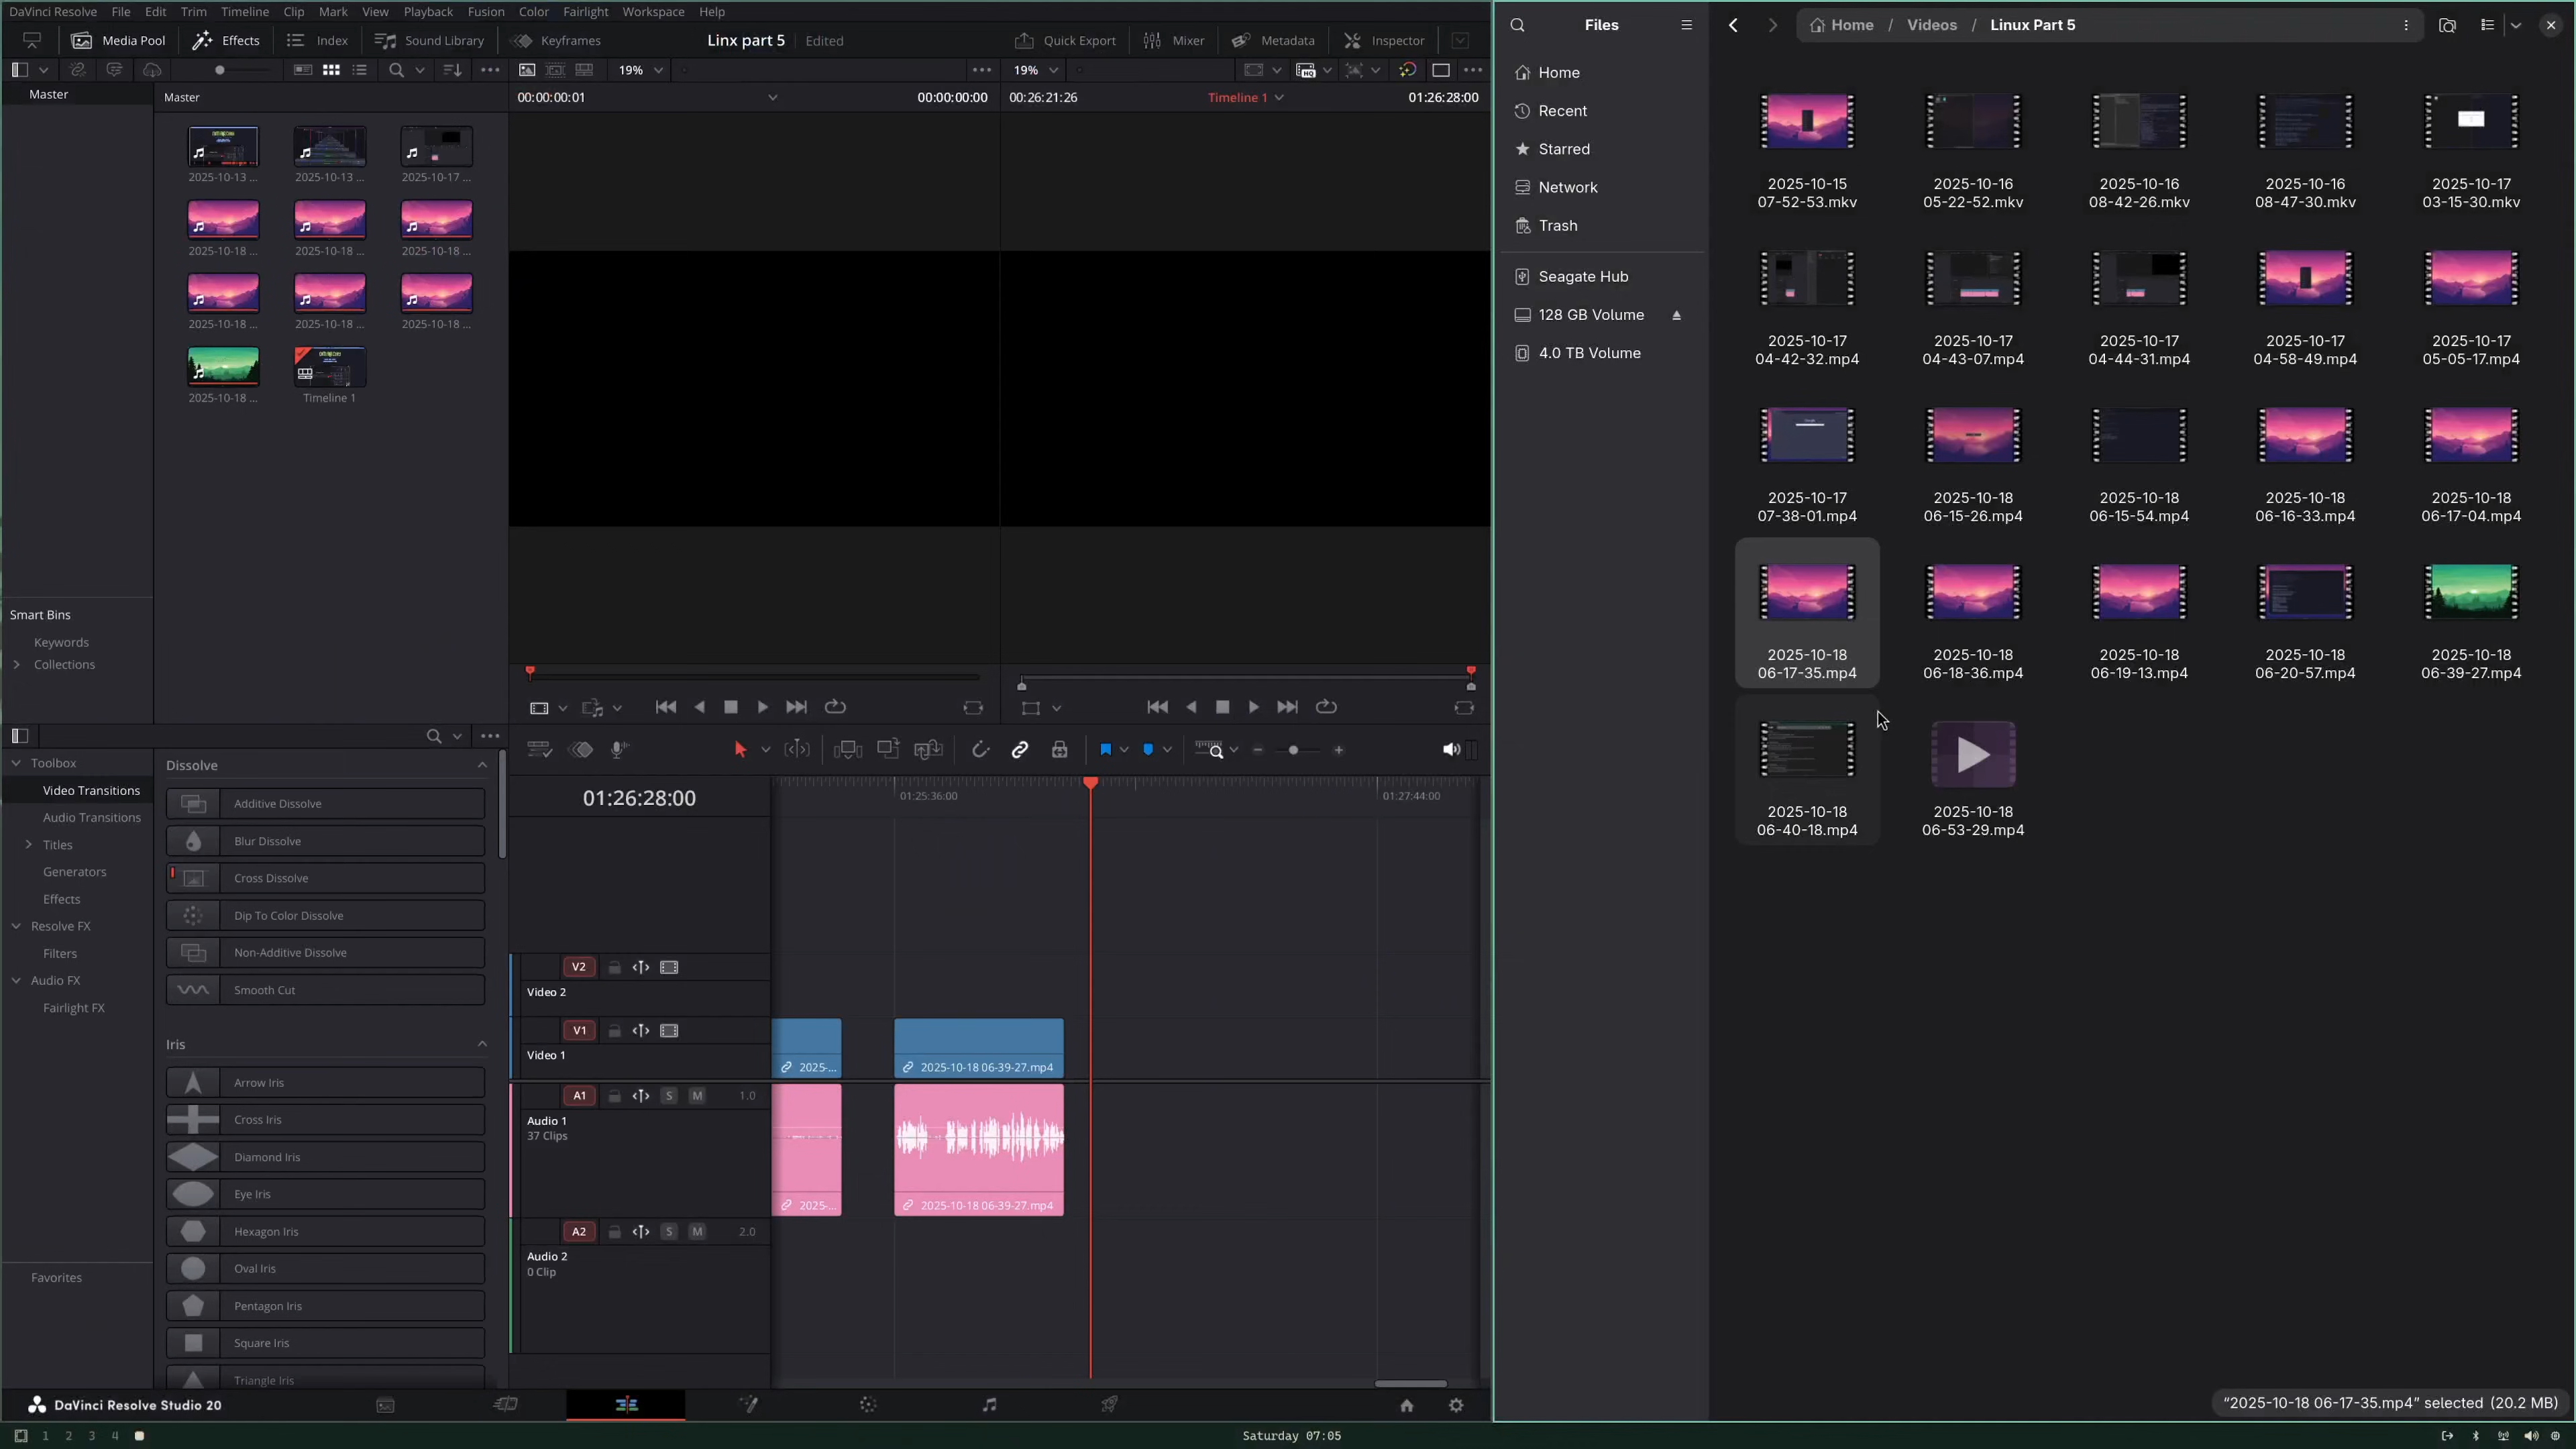 DaVinci Resolve File Edit Trim Timeline Clip Mark View Playback Fusion Color Fairlight Workspace Help
Media Pool Effects Index Sound Library Keyframes Linx part 5 Edited Quick Export Mixer Metadata Inspector
19% 19%
Master Master 00:00:00:01 00:00:00:00 00:26:21:26 Timeline 1 01:26:28:00
2025-10-13 ... 2025-10-13 ... 2025-10-17 ...
2025-10-18 ... 2025-10-18 ... 2025-10-18 ...
2025-10-18 ... 2025-10-18 ... 2025-10-18 ...
2025-10-18 ... Timeline 1
Smart Bins
Keywords
Collections
Toolbox
Video Transitions
Audio Transitions
Titles
Generators
Effects
Resolve FX
Filters
Audio FX
Fairlight FX
Favorites
Dissolve
Additive Dissolve
Blur Dissolve
Cross Dissolve
Dip To Color Dissolve
Non-Additive Dissolve
Smooth Cut
Iris
Arrow Iris
Cross Iris
Diamond Iris
Eye Iris
Hexagon Iris
Oval Iris
Pentagon Iris
Square Iris
Triangle Iris
01:26:28:00 01:25:36:00 01:27:44:00
V2
Video 2
V1
Video 1
2025-... 2025-10-18 06-39-27.mp4
A1 S M 1.0
Audio 1
37 Clips
2025-... 2025-10-18 06-39-27.mp4
A2 S M 2.0
Audio 2
0 Clip
DaVinci Resolve Studio 20
Files
Home
Recent
Starred
Network
Trash
Seagate Hub
128 GB Volume
4.0 TB Volume
Home / Videos / Linux Part 5
2025-10-15 2025-10-16 2025-10-16 2025-10-16 2025-10-17
07-52-53.mkv 05-22-52.mkv 08-42-26.mkv 08-47-30.mkv 03-15-30.mkv
2025-10-17 2025-10-17 2025-10-17 2025-10-17 2025-10-17
04-42-32.mp4 04-43-07.mp4 04-44-31.mp4 04-58-49.mp4 05-05-17.mp4
2025-10-17 2025-10-18 2025-10-18 2025-10-18 2025-10-18
07-38-01.mp4 06-15-26.mp4 06-15-54.mp4 06-16-33.mp4 06-17-04.mp4
2025-10-18 2025-10-18 2025-10-18 2025-10-18 2025-10-18
06-17-35.mp4 06-18-36.mp4 06-19-13.mp4 06-20-57.mp4 06-39-27.mp4
2025-10-18 2025-10-18
06-40-18.mp4 06-53-29.mp4
“2025-10-18 06-17-35.mp4” selected (20.2 MB)
1 2 3 4 Saturday 07:05